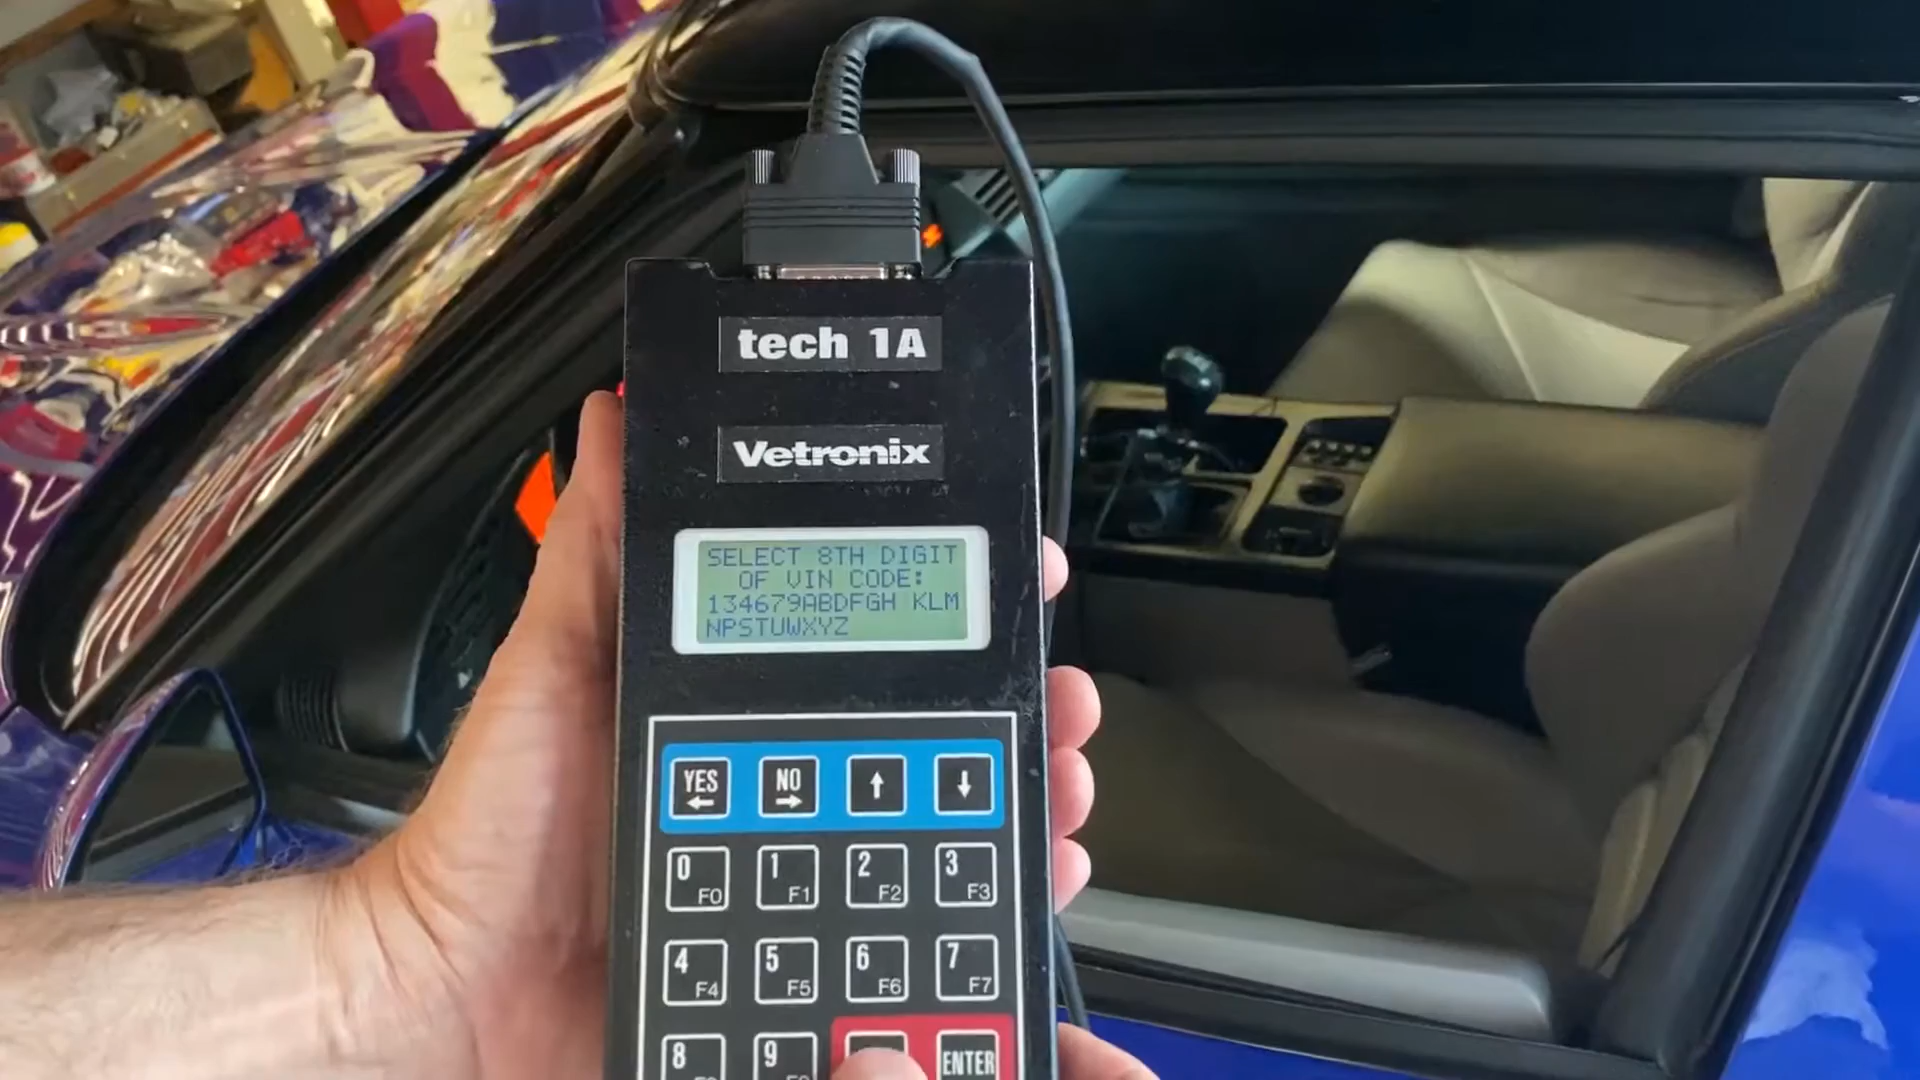 tech 1A
Vetronix
SELECT 8TH DIGIT
OF VIN CODE:
134679ABDFGH KLM
NPSTUWXYZ
YES NO
0 F0 1 F1 2 F2 3 F3
4 F4 5 F5 6 F6 7 F7
8 9 ENTER